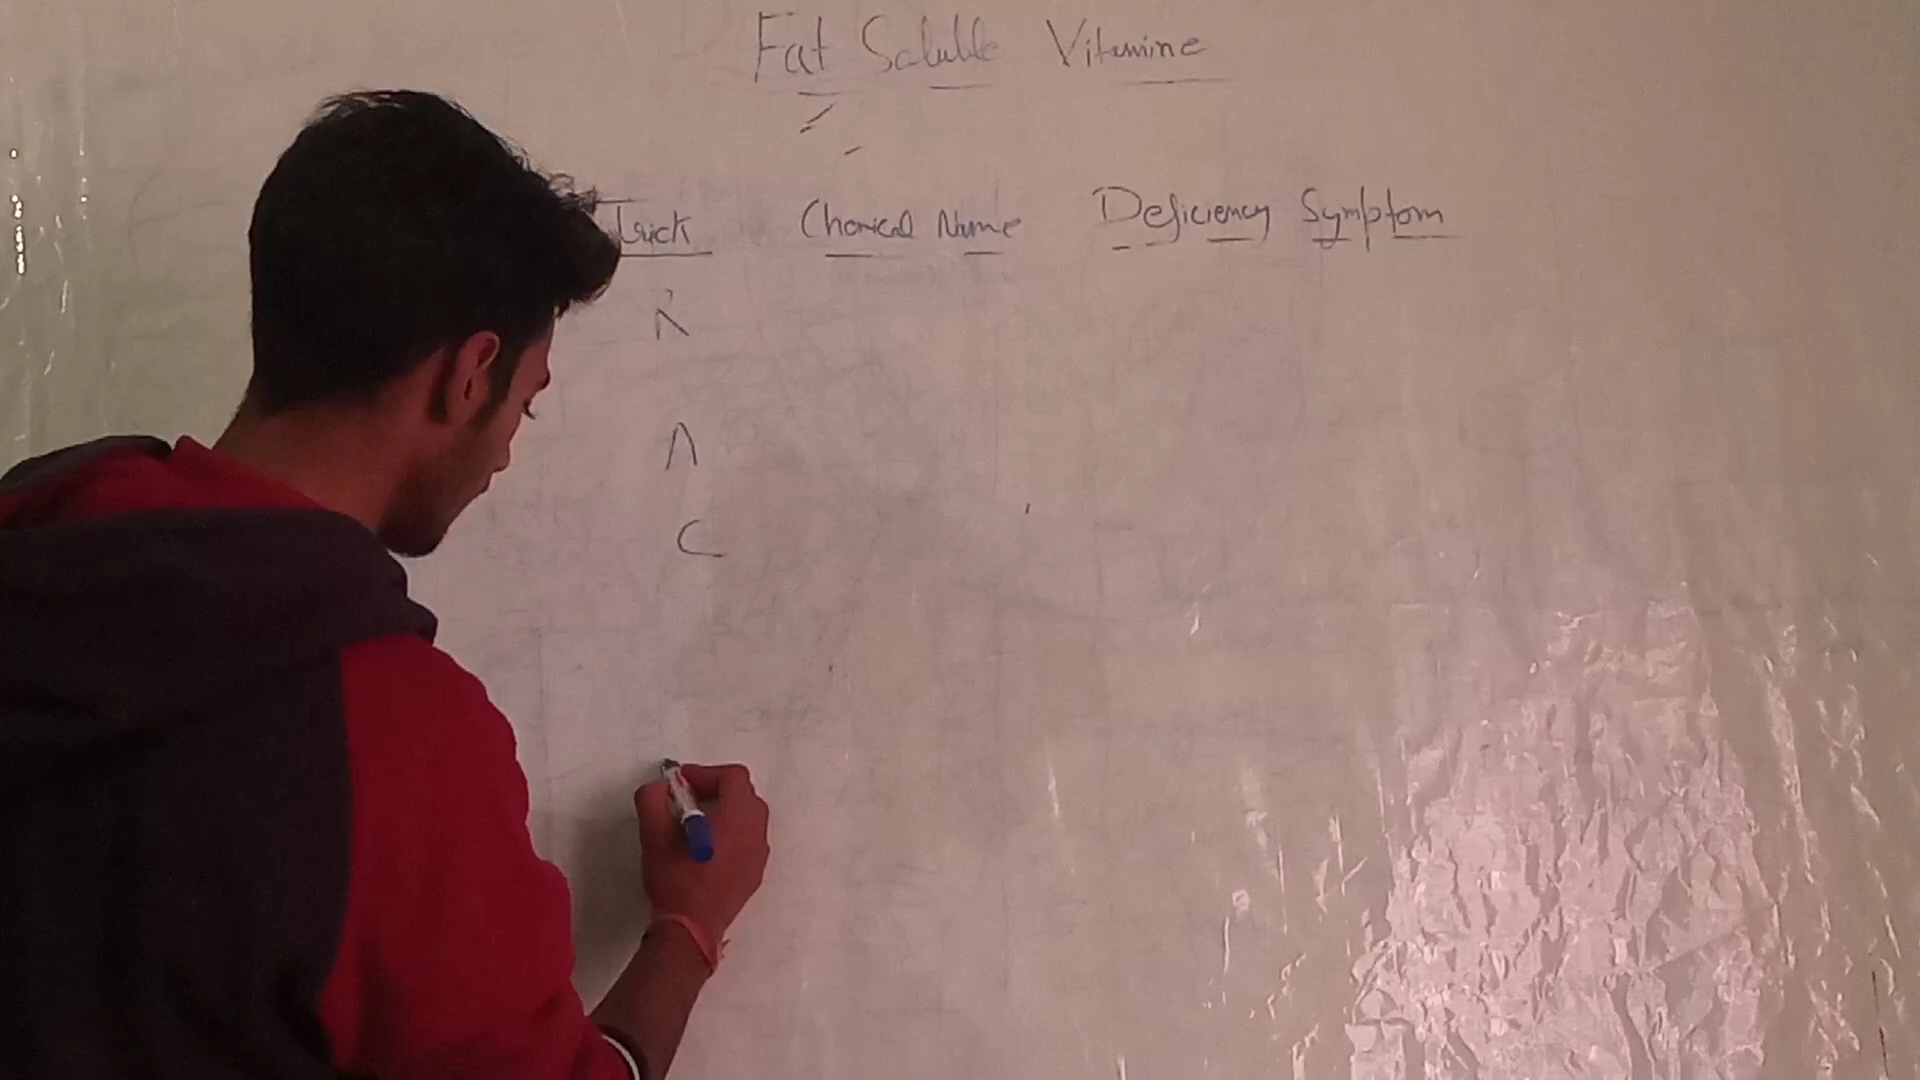 Fat Soluble Vitamine
Trick Chemical Name Deficiency Symptom
A
C